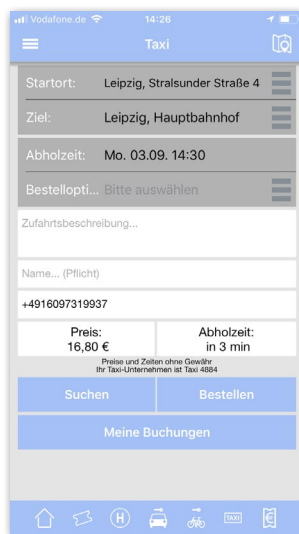 Vodafone.de 14:26
Taxi
Startort: Leipzig, Stralsunder Straße 4
Ziel: Leipzig, Hauptbahnhof
Abholzeit: Mo. 03.09. 14:30
Bestellopti... Bitte auswählen
Zufahrtsbeschreibung...
Name... (Pflicht)
+4916097319937
Preis: Abholzeit:
16,80 € in 3 min
Preise und Zeiten ohne Gewähr
Ihr Taxi-Unternehmen ist Taxi 4884
Suchen Bestellen
Meine Buchungen
H TAXI €